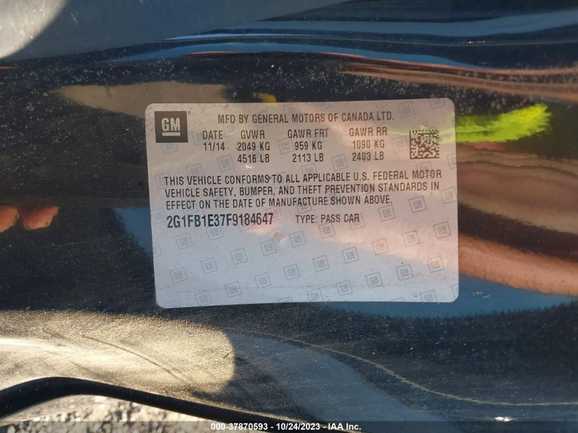 GM
MFD BY GENERAL MOTORS OF CANADA LTD.
DATE GVWR GAWR FRT GAWR RR
11/14 2049 KG 959 KG 1090 KG
4516 LB 2113 LB 2403 LB
THIS VEHICLE CONFORMS TO ALL APPLICABLE U.S. FEDERAL MOTOR
VEHICLE SAFETY, BUMPER, AND THEFT PREVENTION STANDARDS IN
EFFECT ON THE DATE OF MANUFACTURE SHOWN ABOVE.
2G1FB1E37F9184647 TYPE: PASS CAR
000-37870593 - 10/24/2023 - IAA Inc.